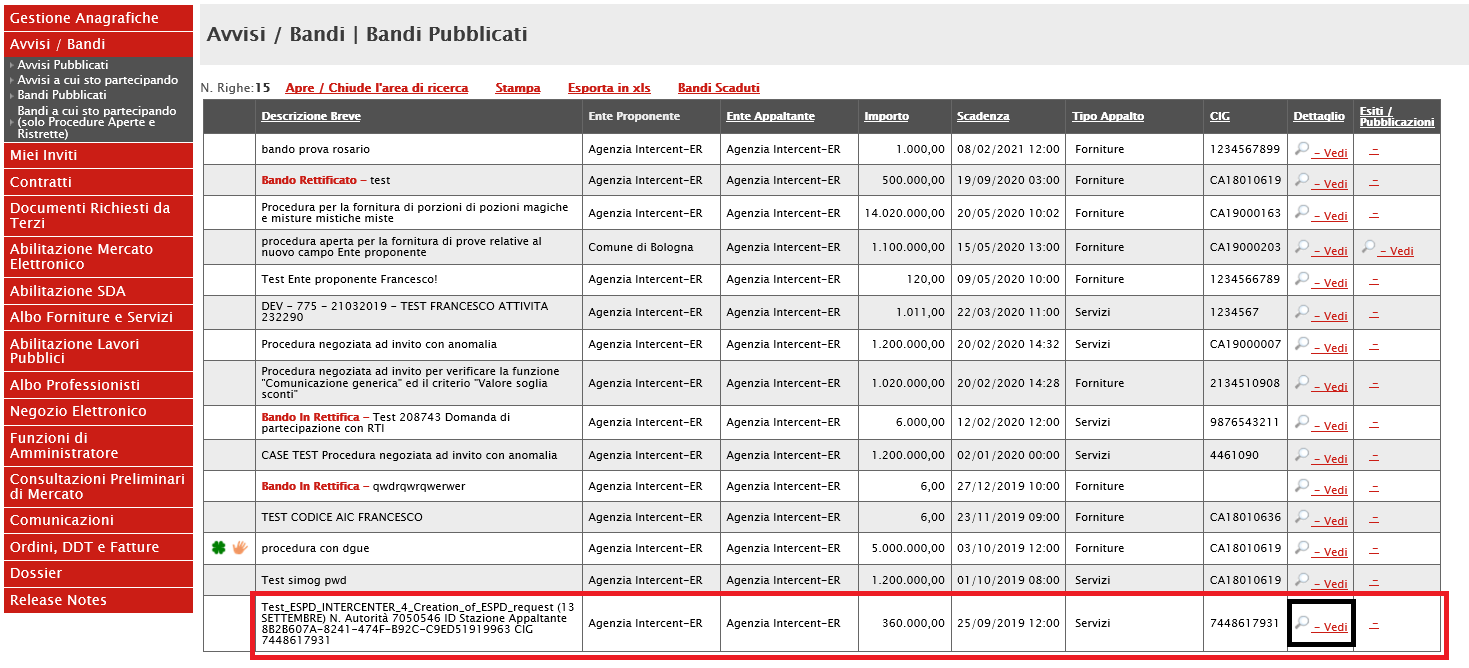 Gestione Anagrafiche
Avvisi / Bandi
Avvisi Pubblicati
Avvisi a cui sto partecipando
Bandi Pubblicati
Bandi a cui sto partecipando
(solo Procedure Aperte e
Ristrette)
Miei Inviti
Contratti
Documenti Richiesti da
Terzi
Abilitazione Mercato
Elettronico
Abilitazione SDA
Albo Forniture e Servizi
Abilitazione Lavori
Pubblici
Albo Professionisti
Negozio Elettronico
Funzioni di
Amministratore
Consultazioni Preliminari
di Mercato
Comunicazioni
Ordini, DDT e Fatture
Dossier
Release Notes
Avvisi / Bandi | Bandi Pubblicati
N. Righe:15 Apre / Chiude l'area di ricerca Stampa Esporta in xls Bandi Scaduti
Descrizione Breve Ente Proponente Ente Appaltante Importo Scadenza Tipo Appalto CIG Dettaglio Esiti /
Pubblicazioni
bando prova rosario Agenzia Intercent-ER Agenzia Intercent-ER 1.000,00 08/02/2021 12:00 Forniture 1234567899 - Vedi -
Bando Rettificato - test Agenzia Intercent-ER Agenzia Intercent-ER 500.000,00 19/09/2020 03:00 Forniture CA18010619 - Vedi -
Procedura per la fornitura di porzioni di pozioni magiche
e misture mistiche miste Agenzia Intercent-ER Agenzia Intercent-ER 14.020.000,00 20/05/2020 10:02 Forniture CA19000163 - Vedi -
procedura aperta per la fornitura di prove relative al
nuovo campo Ente proponente Comune di Bologna Agenzia Intercent-ER 1.100.000,00 15/05/2020 13:00 Forniture CA19000203 - Vedi - Vedi
Test Ente proponente Francesco! Agenzia Intercent-ER Agenzia Intercent-ER 120,00 09/05/2020 10:00 Forniture 1234566789 - Vedi -
DEV - 775 - 21032019 - TEST FRANCESCO ATTIVITA
232290 Agenzia Intercent-ER Agenzia Intercent-ER 1.011,00 22/03/2020 11:00 Servizi 1234567 - Vedi -
Procedura negoziata ad invito con anomalia Agenzia Intercent-ER Agenzia Intercent-ER 1.200.000,00 20/02/2020 14:32 Servizi CA19000007 - Vedi -
Procedura negoziata ad invito per verificare la funzione
"Comunicazione generica" ed il criterio "Valore soglia
sconti" Agenzia Intercent-ER Agenzia Intercent-ER 1.020.000,00 20/02/2020 14:28 Forniture 2134510908 - Vedi -
Bando In Rettifica - Test 208743 Domanda di
partecipazione con RTI Agenzia Intercent-ER Agenzia Intercent-ER 6.000,00 12/02/2020 12:00 Servizi 9876543211 - Vedi -
CASE TEST Procedura negoziata ad invito con anomalia Agenzia Intercent-ER Agenzia Intercent-ER 1.200.000,00 02/01/2020 00:00 Servizi 4461090 - Vedi -
Bando In Rettifica - qwdrqwrqwerwer Agenzia Intercent-ER Agenzia Intercent-ER 6,00 27/12/2019 10:00 Forniture - Vedi -
TEST CODICE AIC FRANCESCO Agenzia Intercent-ER Agenzia Intercent-ER 6,00 23/11/2019 09:00 Forniture CA18010636 - Vedi -
procedura con dgue Agenzia Intercent-ER Agenzia Intercent-ER 5.000.000,00 03/10/2019 12:00 Forniture CA18010619 - Vedi -
Test simog pwd Agenzia Intercent-ER Agenzia Intercent-ER 1.200.000,00 01/10/2019 08:00 Servizi CA18010619 - Vedi -
Test_ESPD_INTERCENTER_4_Creation_of_ESPD_request (13
SETTEMBRE) N. Autorità 7050546 ID Stazione Appaltante
8B2B607A-8241-474F-B92C-C9ED51919963 CIG
7448617931 Agenzia Intercent-ER Agenzia Intercent-ER 360.000,00 25/09/2019 12:00 Servizi 7448617931 - Vedi -